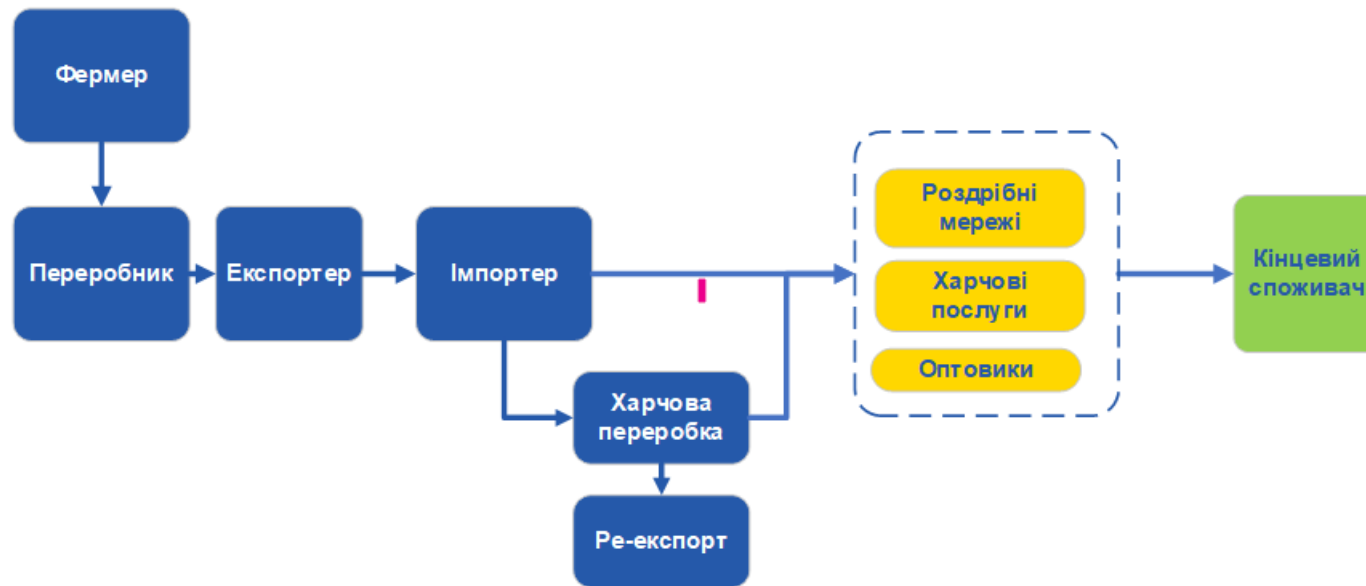 Фермер
Переробник
Експортер
Імпортер
Харчова
переробка
Ре-експорт
Роздрібні
мережі
Харчові
послуги
Оптовики
Кінцевий
споживач